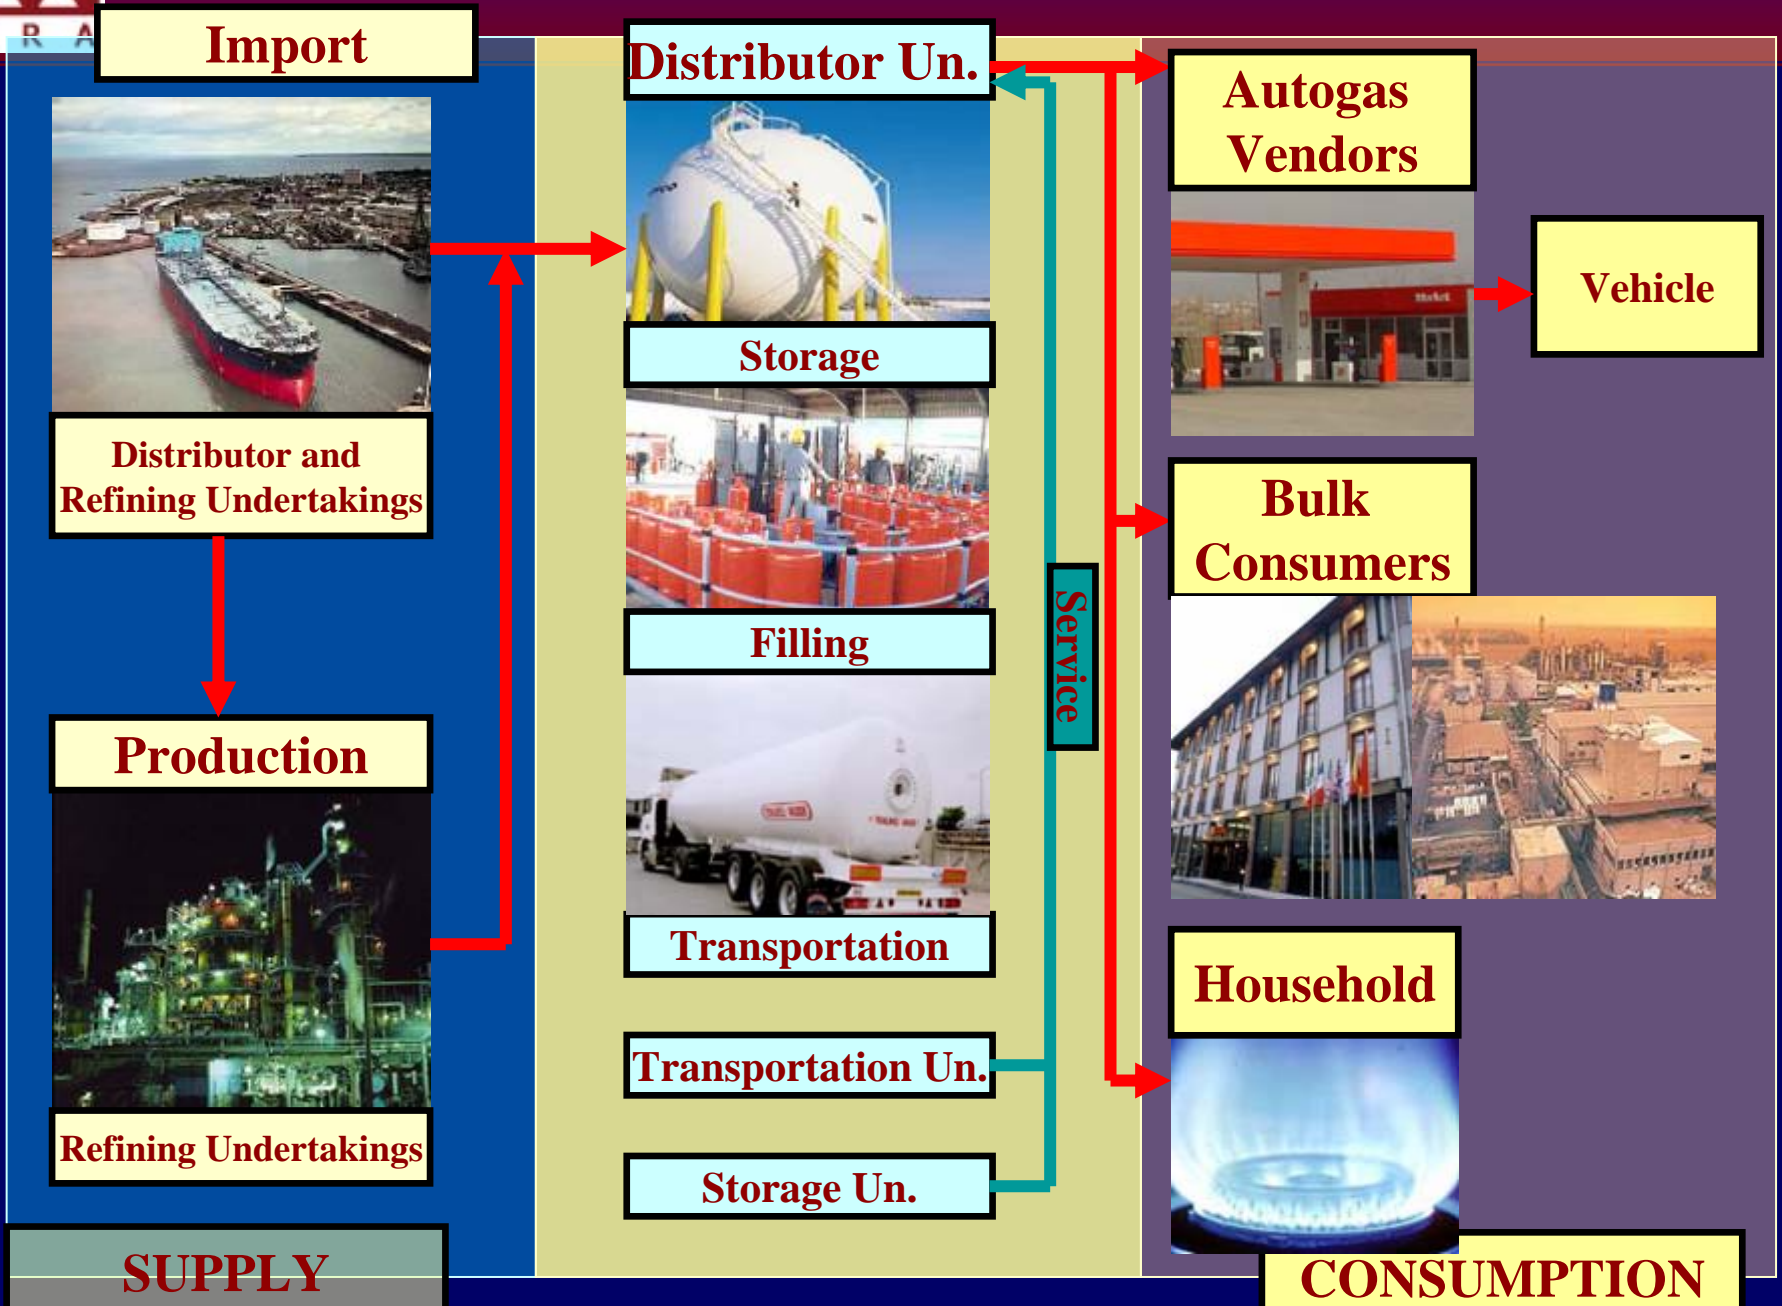 R A
Import
Distributor and
Refining Undertakings
Production
Refining Undertakings
SUPPLY
Distributor Un.
Storage
Filling
Transportation
Transportation Un.
Storage Un.
Service
Autogas
Vendors
Vehicle
Bulk
Consumers
Household
CONSUMPTION